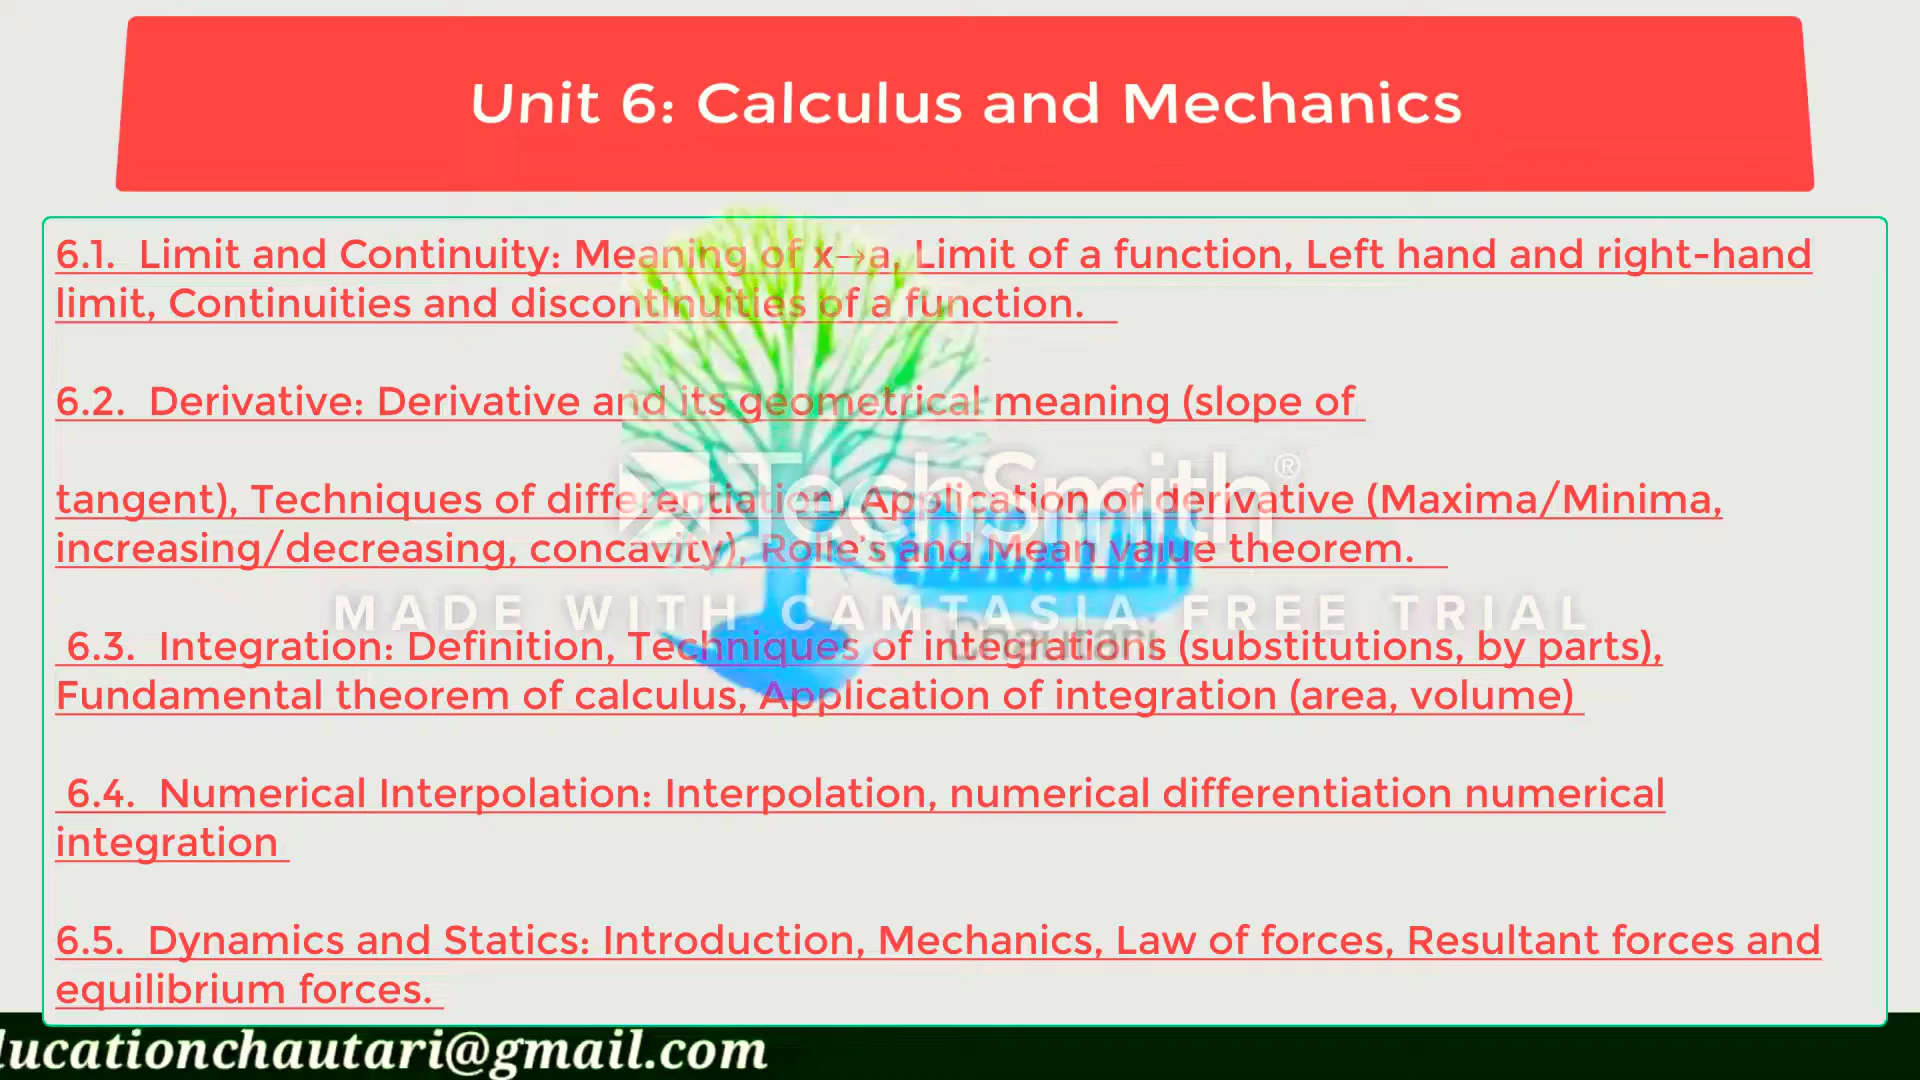 Unit 6: Calculus and Mechanics
6.1. Limit and Continuity: Meaning of x→a, Limit of a function, Left hand and right-hand
limit, Continuities and discontinuities of a function.
6.2. Derivative: Derivative and its geometrical meaning (slope of
tangent), Techniques of differentiation, Application of derivative (Maxima/Minima,
increasing/decreasing, concavity), Rolle's and Mean value theorem.
TechSmith®
MADE WITH CAMTASIA FREE TRIAL
6.3. Integration: Definition, Techniques of integrations (substitutions, by parts),
Chautari
Fundamental theorem of calculus, Application of integration (area, volume)
6.4. Numerical Interpolation: Interpolation, numerical differentiation numerical
integration
6.5. Dynamics and Statics: Introduction, Mechanics, Law of forces, Resultant forces and
equilibrium forces.
ducationchautari@gmail.com